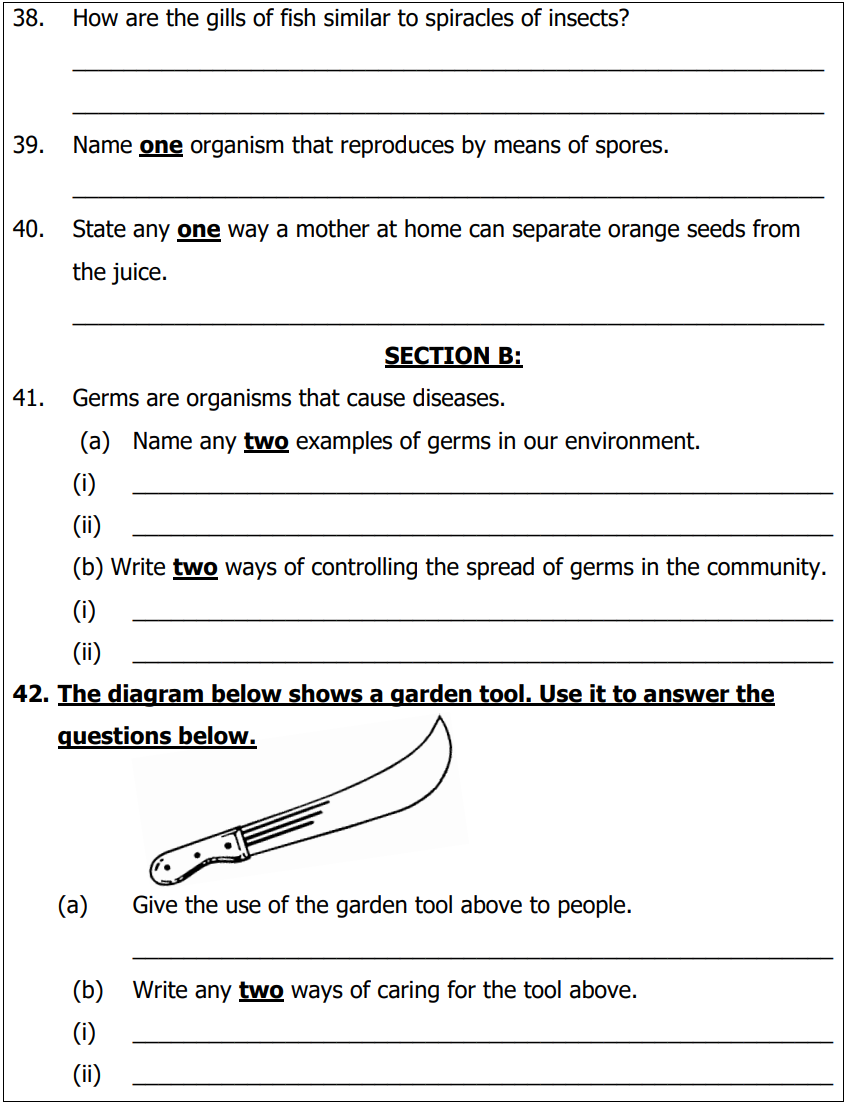 38. How are the gills of fish similar to spiracles of insects?
39. Name one organism that reproduces by means of spores.
40. State any one way a mother at home can separate orange seeds from
the juice.
SECTION B:
41. Germs are organisms that cause diseases.
(a) Name any two examples of germs in our environment.
(i)
(ii)
(b) Write two ways of controlling the spread of germs in the community.
(i)
(ii)
42. The diagram below shows a garden tool. Use it to answer the
questions below.
(a) Give the use of the garden tool above to people.
(b) Write any two ways of caring for the tool above.
(i)
(ii)